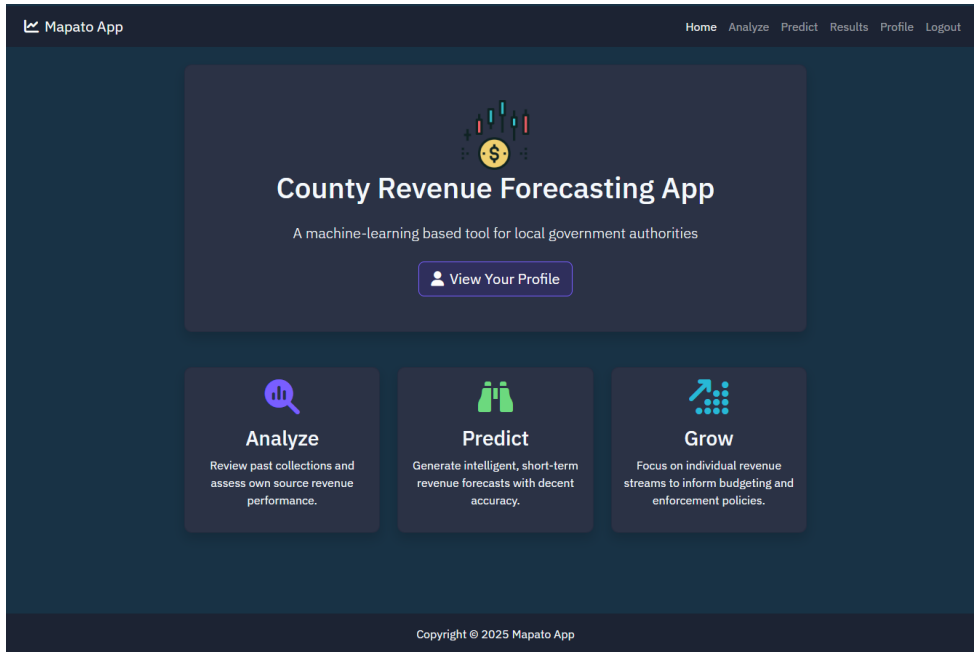 Mapato App
Home Analyze Predict Results Profile Logout
$
County Revenue Forecasting App
A machine-learning based tool for local government authorities
View Your Profile
Analyze
Review past collections and
assess own source revenue
performance.
Predict
Generate intelligent, short-term
revenue forecasts with decent
accuracy.
Grow
Focus on individual revenue
streams to inform budgeting and
enforcement policies.
Copyright © 2025 Mapato App